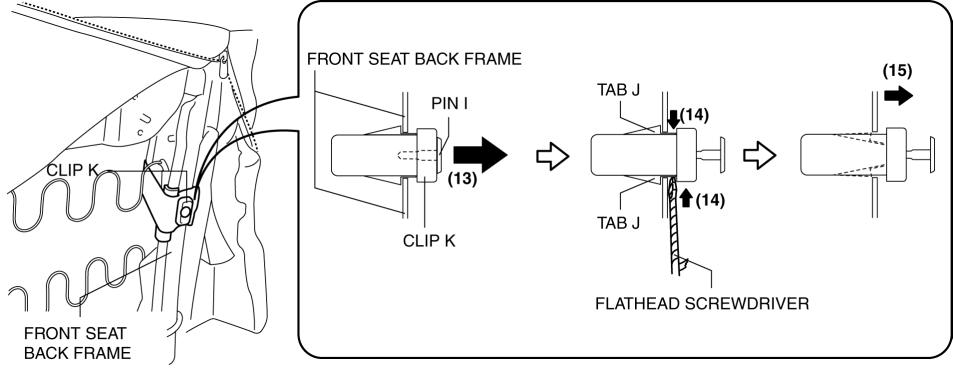 CLIP K
FRONT SEAT
BACK FRAME
FRONT SEAT BACK FRAME
PIN I
(13)
CLIP K
TAB J
(14)
(14)
TAB J
FLATHEAD SCREWDRIVER
(15)